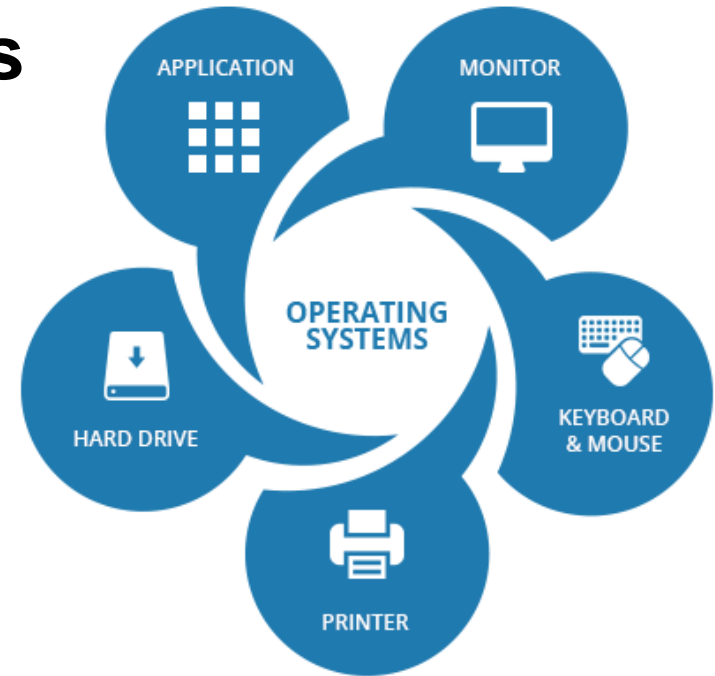 s
APPLICATION
MONITOR
OPERATING
SYSTEMS
HARD DRIVE
KEYBOARD
& MOUSE
PRINTER